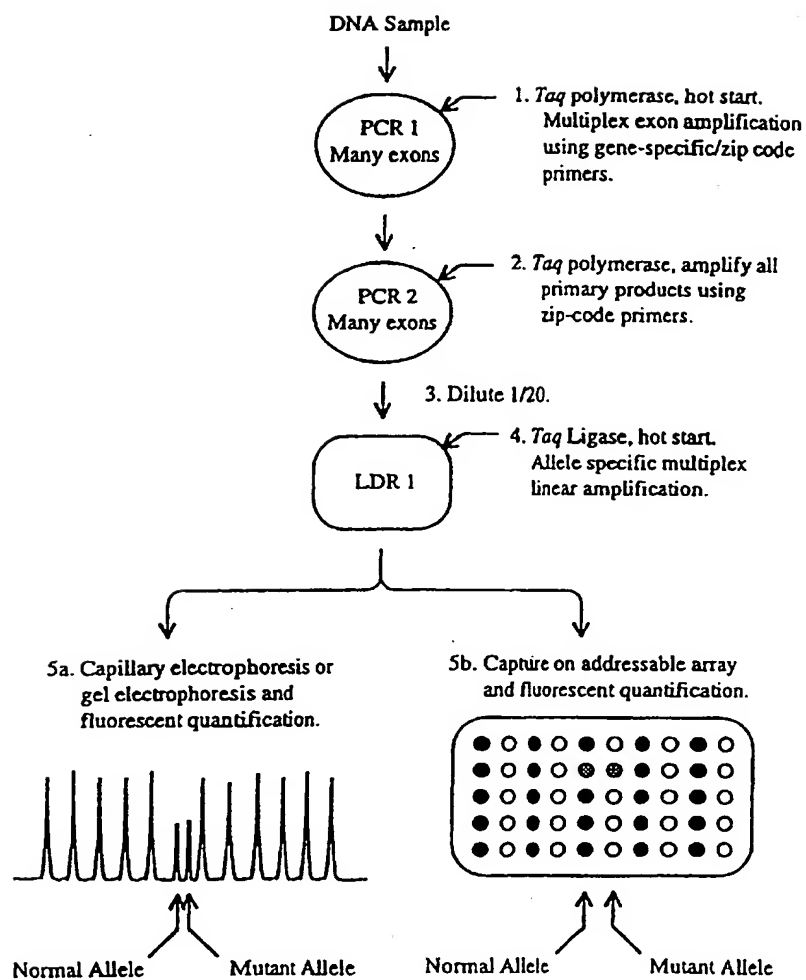 DNA Sample
PCR 1
Many exons
1. Taq polymerase, hot start.
Multiplex exon amplification
using gene-specific/zip code
primers.
PCR 2
Many exons
2. Taq polymerase, amplify all
primary products using
zip-code primers.
3. Dilute 1/20.
LDR 1
4. Taq Ligase, hot start.
Allele specific multiplex
linear amplification.
5a. Capillary electrophoresis or
gel electrophoresis and
fluorescent quantification.
5b. Capture on addressable array
and fluorescent quantification.
Normal Allele
Mutant Allele
Normal Allele
Mutant Allele